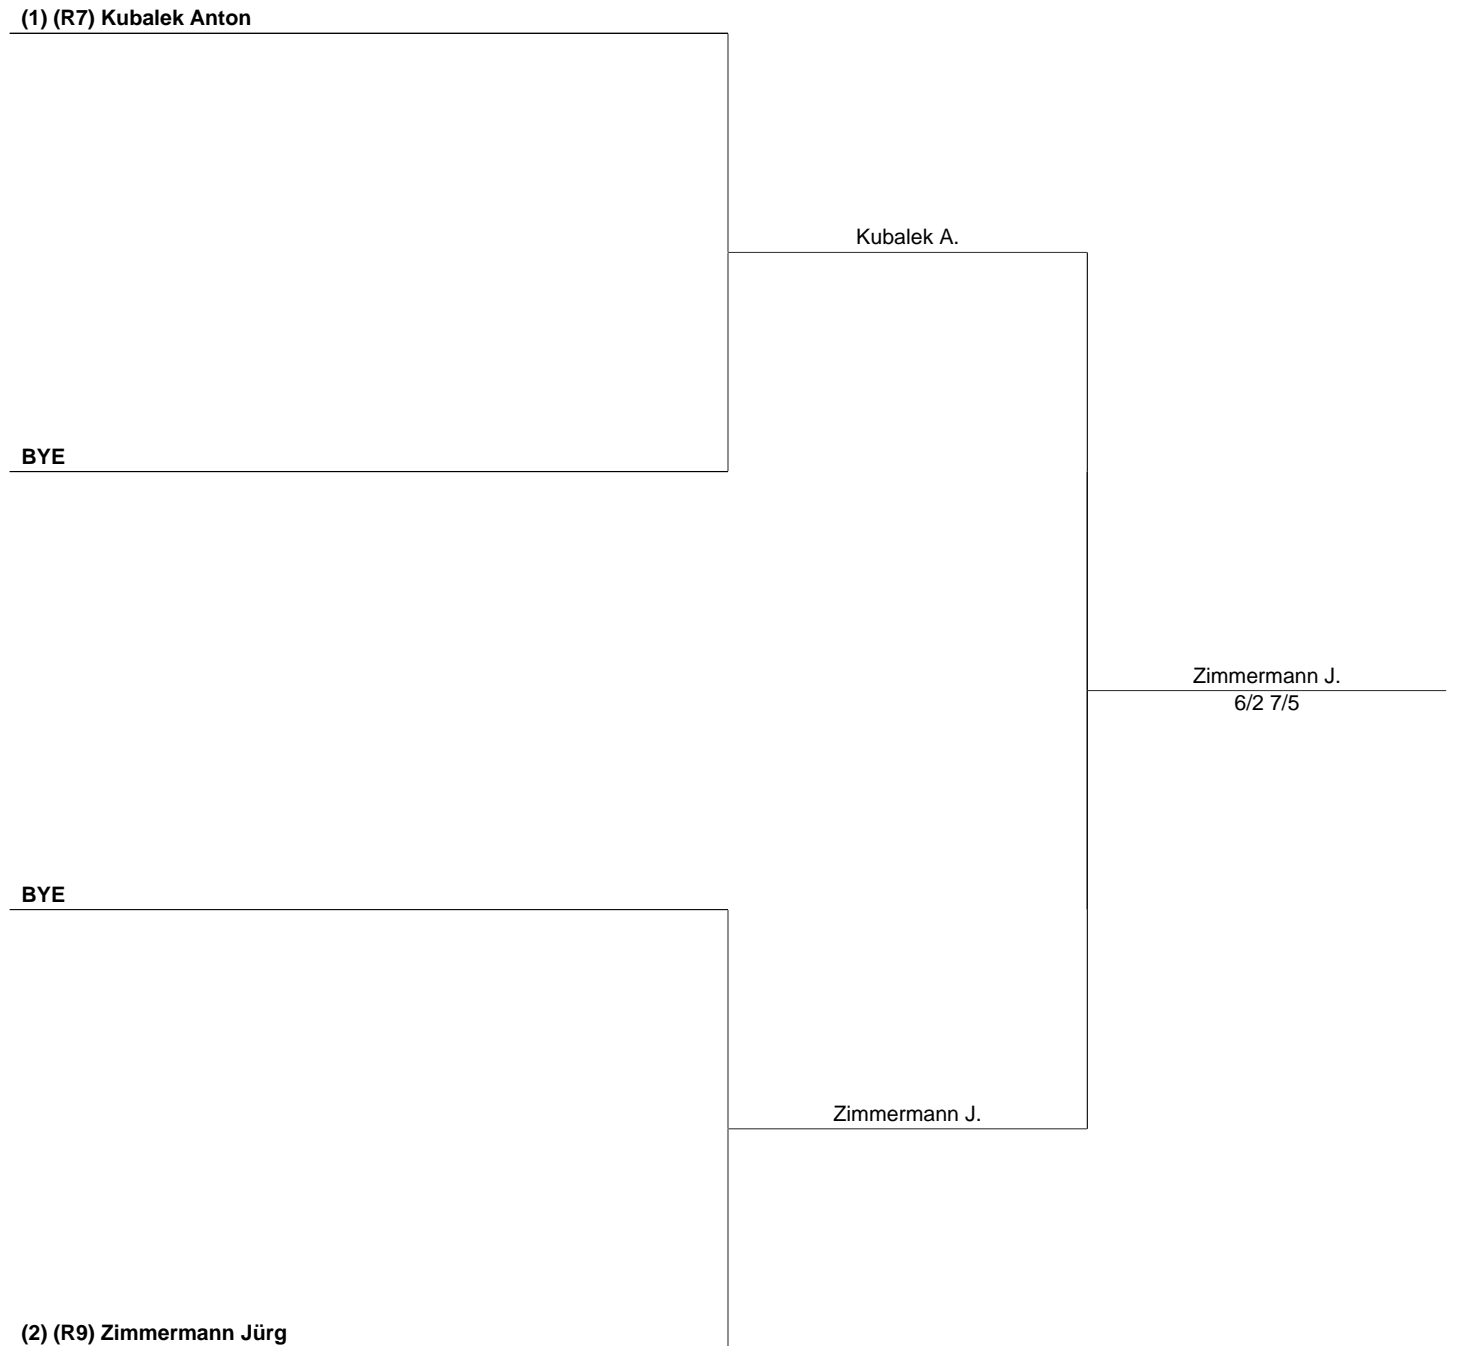 (1) (R7) Kubalek Anton
Kubalek A.
BYE
Zimmermann J.
6/2 7/5
BYE
Zimmermann J.
(2) (R9) Zimmermann Jürg